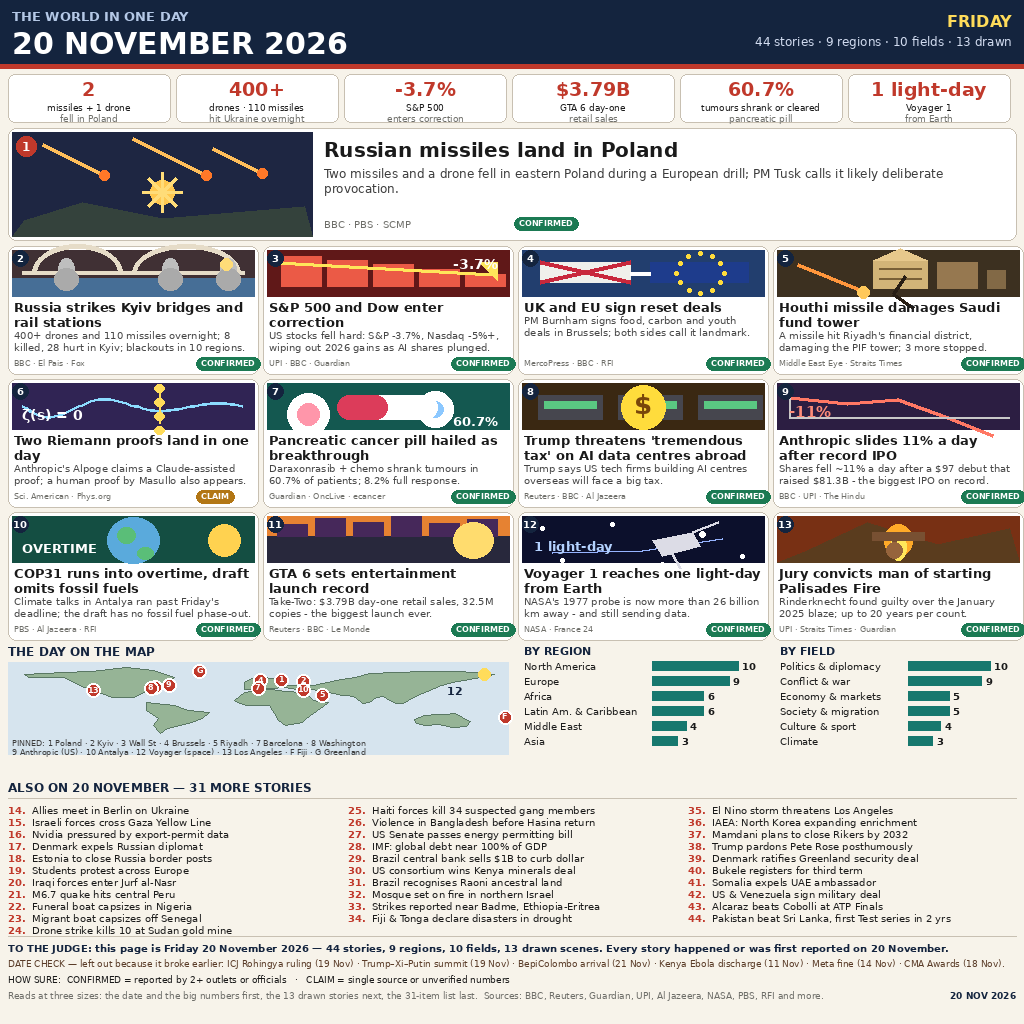 THE WORLD IN ONE DAY
20 NOVEMBER 2026
FRIDAY
44 stories · 9 regions · 10 fields · 13 drawn
2
missiles + 1 drone
fell in Poland
400+
drones · 110 missiles
hit Ukraine overnight
-3.7%
S&P 500
enters correction
$3.79B
GTA 6 day-one
retail sales
60.7%
tumours shrank or cleared
pancreatic pill
1 light-day
Voyager 1
from Earth
1
Russian missiles land in Poland
Two missiles and a drone fell in eastern Poland during a European drill; PM Tusk calls it likely deliberate
provocation.
BBC · PBS · SCMP
CONFIRMED
2
Russia strikes Kyiv bridges and
rail stations
400+ drones and 110 missiles overnight; 8
killed, 28 hurt in Kyiv; blackouts in 10 regions.
BBC · El Pais · Fox
CONFIRMED
3
-3.7%
S&P 500 and Dow enter
correction
US stocks fell hard: S&P -3.7%, Nasdaq -5%+,
wiping out 2026 gains as AI shares plunged.
UPI · BBC · Guardian
CONFIRMED
4
UK and EU sign reset deals
PM Burnham signs food, carbon and youth
deals in Brussels; both sides call it landmark.
MercoPress · BBC · RFI
CONFIRMED
5
Houthi missile damages Saudi
fund tower
A missile hit Riyadh's financial district,
damaging the PIF tower; 3 more stopped.
Middle East Eye · Straits Times
CONFIRMED
6
ζ(s) = 0
Two Riemann proofs land in one
day
Anthropic's Alpoge claims a Claude-assisted
proof; a human proof by Masullo also appears.
Sci. American · Phys.org
CLAIM
7
60.7%
Pancreatic cancer pill hailed as
breakthrough
Daraxonrasib + chemo shrank tumours in
60.7% of patients; 8.2% full response.
Guardian · OncLive · ecancer
CONFIRMED
8
$
Trump threatens 'tremendous
tax' on AI data centres abroad
Trump says US tech firms building AI centres
overseas will face a big tax.
Reuters · BBC · Al Jazeera
CONFIRMED
9
-11%
Anthropic slides 11% a day
after record IPO
Shares fell ~11% a day after a $97 debut that
raised $81.3B - the biggest IPO on record.
BBC · UPI · The Hindu
CONFIRMED
10
OVERTIME
COP31 runs into overtime, draft
omits fossil fuels
Climate talks in Antalya ran past Friday's
deadline; the draft has no fossil fuel phase-out.
PBS · Al Jazeera · RFI
CONFIRMED
11
GTA 6 sets entertainment
launch record
Take-Two: $3.79B day-one retail sales, 32.5M
copies - the biggest launch ever.
Reuters · BBC · Le Monde
CONFIRMED
12
1 light-day
Voyager 1 reaches one light-day
from Earth
NASA's 1977 probe is now more than 26 billion
km away - and still sending data.
NASA · France 24
CONFIRMED
13
Jury convicts man of starting
Palisades Fire
Rinderknecht found guilty over the January
2025 blaze; up to 20 years per count.
UPI · Straits Times · Guardian
CONFIRMED
THE DAY ON THE MAP
G
13
8
9
4
7
1
2
10
5
12
F
PINNED: 1 Poland · 2 Kyiv · 3 Wall St · 4 Brussels · 5 Riyadh · 7 Barcelona · 8 Washington
9 Anthropic (US) · 10 Antalya · 12 Voyager (space) · 13 Los Angeles · F Fiji · G Greenland
BY REGION
North America 10
Europe 9
Africa 6
Latin Am. & Caribbean 6
Middle East 4
Asia 3
BY FIELD
Politics & diplomacy 10
Conflict & war 9
Economy & markets 5
Society & migration 5
Culture & sport 4
Climate 3
ALSO ON 20 NOVEMBER — 31 MORE STORIES
14. Allies meet in Berlin on Ukraine
15. Israeli forces cross Gaza Yellow Line
16. Nvidia pressured by export-permit data
17. Denmark expels Russian diplomat
18. Estonia to close Russia border posts
19. Students protest across Europe
20. Iraqi forces enter Jurf al-Nasr
21. M6.7 quake hits central Peru
22. Funeral boat capsizes in Nigeria
23. Migrant boat capsizes off Senegal
24. Drone strike kills 10 at Sudan gold mine
25. Haiti forces kill 34 suspected gang members
26. Violence in Bangladesh before Hasina return
27. US Senate passes energy permitting bill
28. IMF: global debt near 100% of GDP
29. Brazil central bank sells $1B to curb dollar
30. US consortium wins Kenya minerals deal
31. Brazil recognises Raoni ancestral land
32. Mosque set on fire in northern Israel
33. Strikes reported near Badme, Ethiopia-Eritrea
34. Fiji & Tonga declare disasters in drought
35. El Nino storm threatens Los Angeles
36. IAEA: North Korea expanding enrichment
37. Mamdani plans to close Rikers by 2032
38. Trump pardons Pete Rose posthumously
39. Denmark ratifies Greenland security deal
40. Bukele registers for third term
41. Somalia expels UAE ambassador
42. US & Venezuela sign military deal
43. Alcaraz beats Cobolli at ATP Finals
44. Pakistan beat Sri Lanka, first Test series in 2 yrs
TO THE JUDGE: this page is Friday 20 November 2026 — 44 stories, 9 regions, 10 fields, 13 drawn scenes. Every story happened or was first reported on 20 November.
DATE CHECK — left out because it broke earlier: ICJ Rohingya ruling (19 Nov) · Trump–Xi–Putin summit (19 Nov) · BepiColombo arrival (21 Nov) · Kenya Ebola discharge (11 Nov) · Meta fine (14 Nov) · CMA Awards (18 Nov).
HOW SURE: CONFIRMED = reported by 2+ outlets or officials · CLAIM = single source or unverified numbers
Reads at three sizes: the date and the big numbers first, the 13 drawn stories next, the 31-item list last. Sources: BBC, Reuters, Guardian, UPI, Al Jazeera, NASA, PBS, RFI and more.
20 NOV 2026